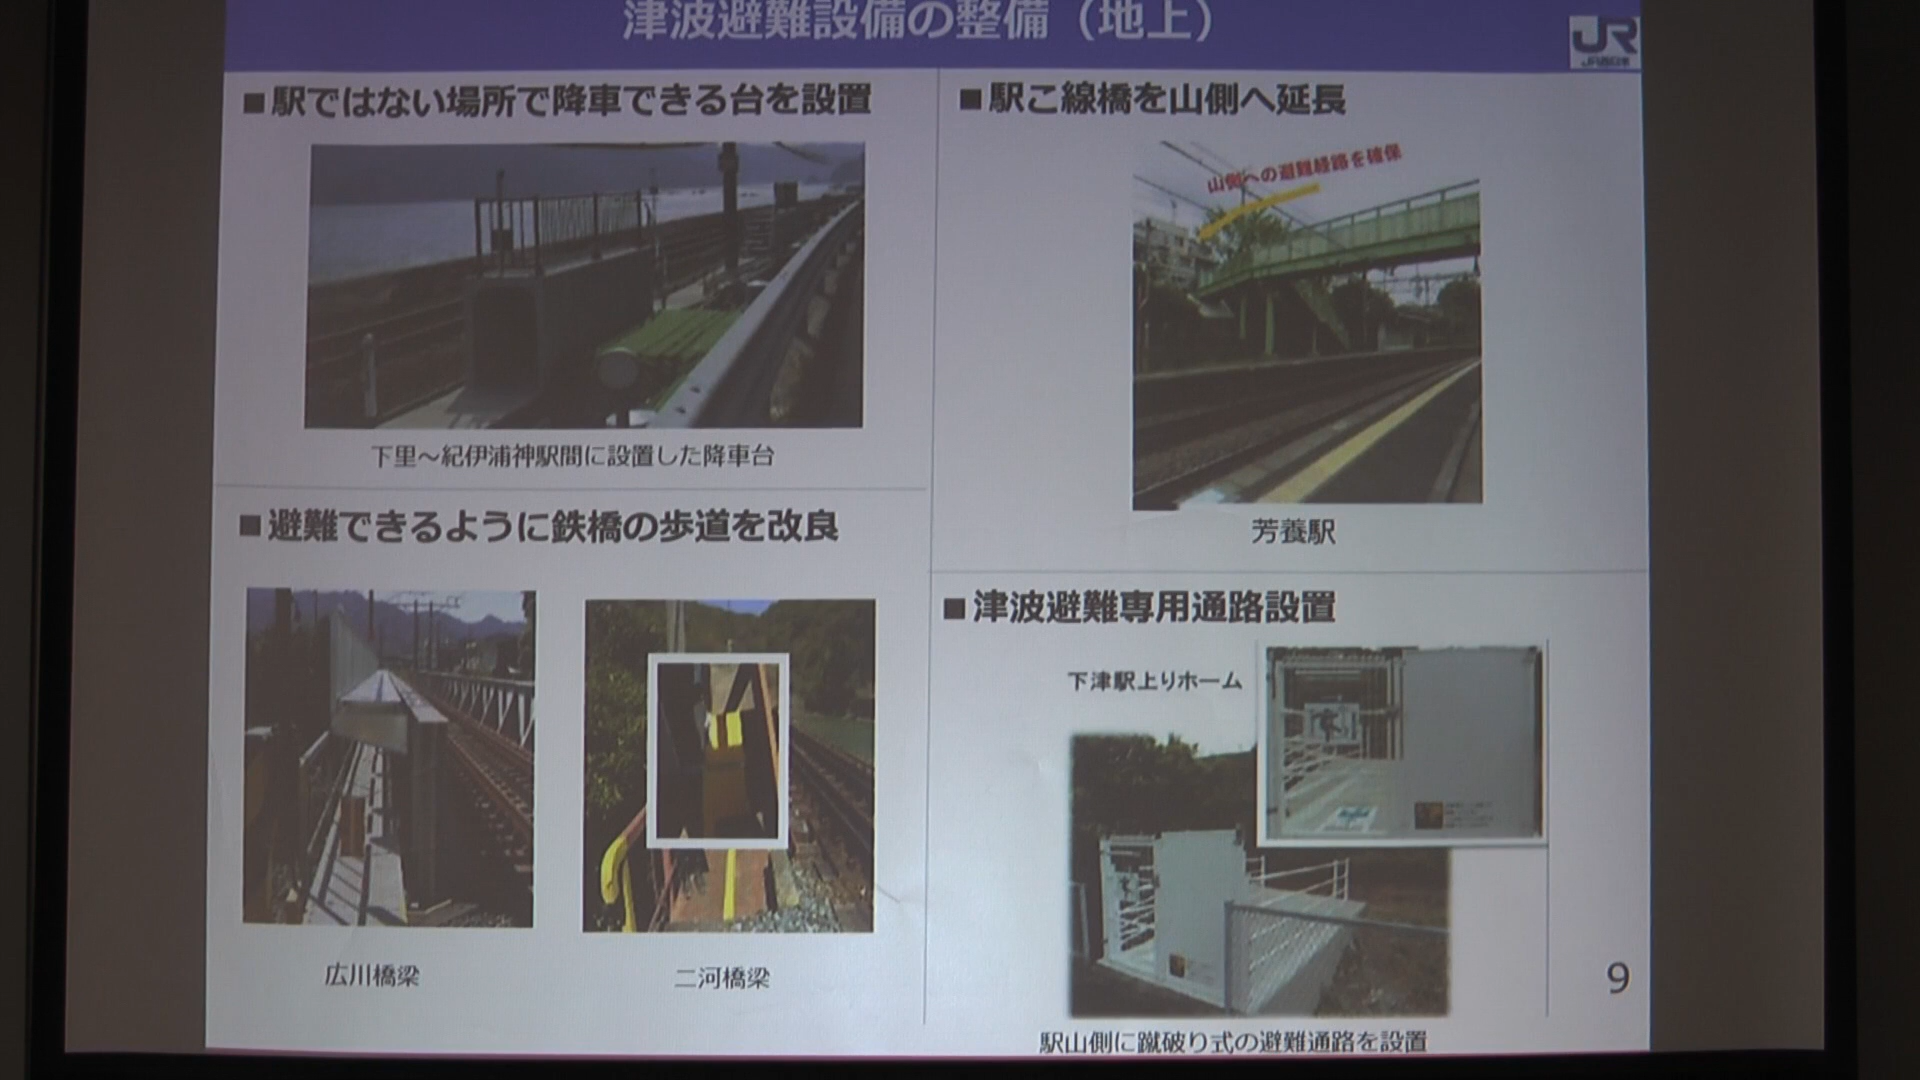 津波避難設備の整備（地上）
JR
JR西日本
■駅ではない場所で降車できる台を設置
下里～紀伊浦神駅間に設置した降車台
■避難できるように鉄橋の歩道を改良
広川橋梁
二河橋梁
■駅こ線橋を山側へ延長
山側への避難経路を確保
芳養駅
■津波避難専用通路設置
下津駅上りホーム
駅山側に蹴破り式の避難通路を設置
9